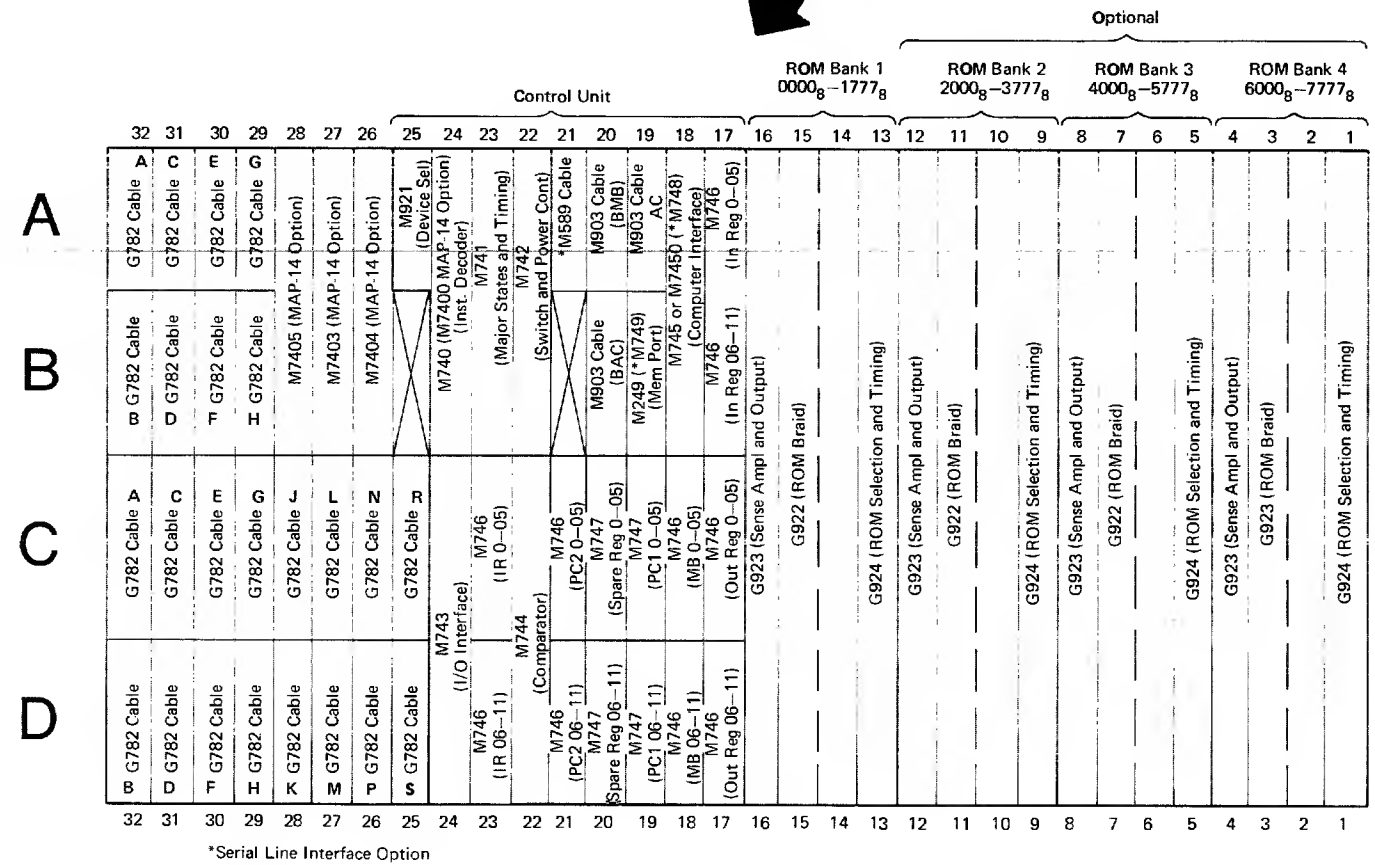 Optional
ROM Bank 1
0000₈–1777₈
ROM Bank 2
2000₈–3777₈
ROM Bank 3
4000₈–5777₈
ROM Bank 4
6000₈–7777₈
Control Unit
32 31 30 29 28 27 26 25 24 23 22 21 20 19 18 17 16 15 14 13 12 11 10 9 8 7 6 5 4 3 2 1
A
A
G782 Cable
C
G782 Cable
E
G782 Cable
G
G782 Cable
M7405 (MAP-14 Option)
M7403 (MAP-14 Option)
M7404 (MAP-14 Option)
M921
(Device Sel)
M740 (M7400 MAP-14 Option)
(Inst. Decoder)
M741
(Major States and Timing)
M742
(Switch and Power Cont)
*M589 Cable
M903 Cable
(BMB)
M903 Cable
AC
M745 or M7450 (*M748)
(Computer Interface)
M746
(In Reg 0–05)
B
G782 Cable
B
G782 Cable
D
G782 Cable
F
G782 Cable
H
M903 Cable
(BAC)
M249 (*M749)
(Mem Port)
M746
(In Reg 06–11)
G923 (Sense Ampl and Output)
G922 (ROM Braid)
G924 (ROM Selection and Timing)
G923 (Sense Ampl and Output)
G922 (ROM Braid)
G924 (ROM Selection and Timing)
G923 (Sense Ampl and Output)
G922 (ROM Braid)
G924 (ROM Selection and Timing)
G923 (Sense Ampl and Output)
G923 (ROM Braid)
G924 (ROM Selection and Timing)
C
A
G782 Cable
C
G782 Cable
E
G782 Cable
G
G782 Cable
J
G782 Cable
L
G782 Cable
N
G782 Cable
R
G782 Cable
M743
(I/O Interface)
M746
(IR 0–05)
M744
(Comparator)
M746
(PC2 0–05)
M747
(Spare Reg 0–05)
M747
(PC1 0–05)
M746
(MB 0–05)
M746
(Out Reg 0–05)
D
G782 Cable
B
G782 Cable
D
G782 Cable
F
G782 Cable
H
G782 Cable
K
G782 Cable
M
G782 Cable
P
G782 Cable
S
M746
(IR 06–11)
M746
(PC2 06–11)
M747
(Spare Reg 06–11)
M747
(PC1 06–11)
M746
(MB 06–11)
M746
(Out Reg 06–11)
32 31 30 29 28 27 26 25 24 23 22 21 20 19 18 17 16 15 14 13 12 11 10 9 8 7 6 5 4 3 2 1
*Serial Line Interface Option